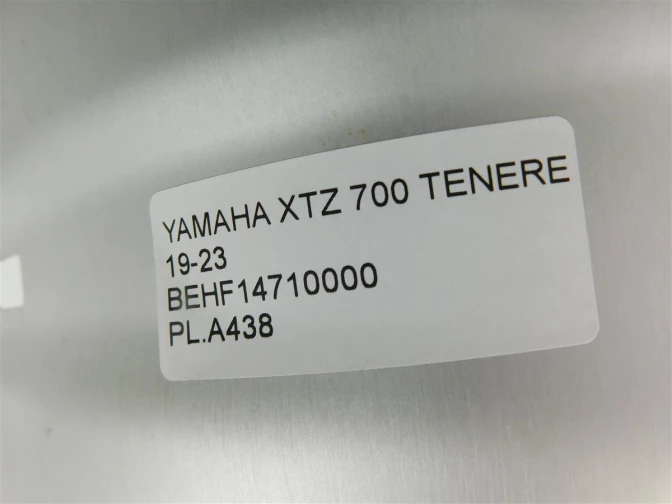 YAMAHA XTZ 700 TENERE
19-23
BEHF14710000
PL.A438